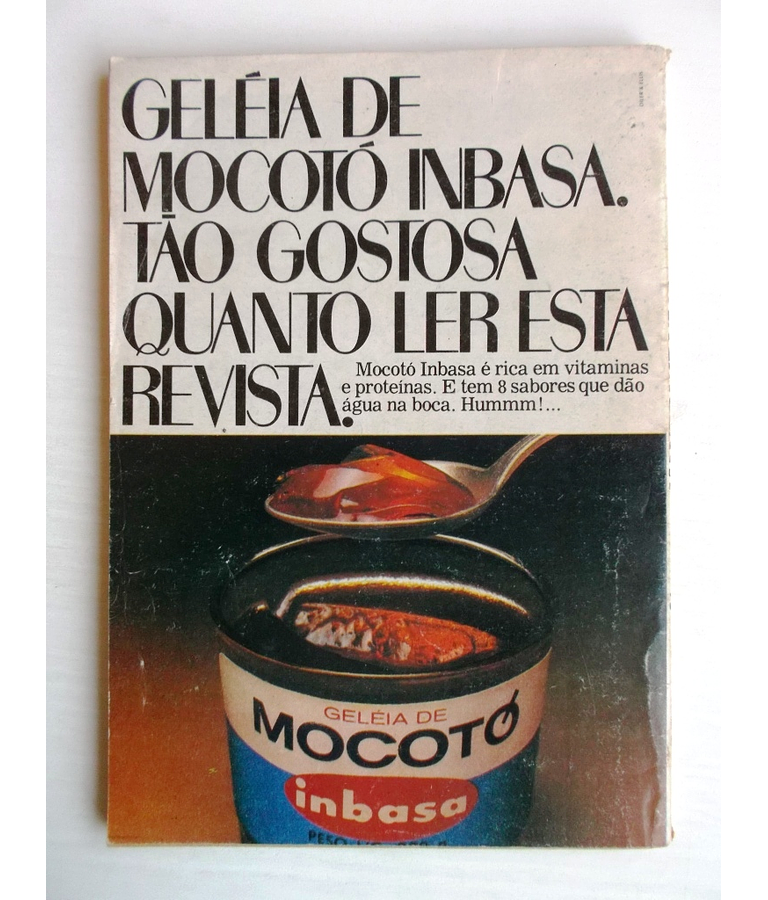 GELÉIA DE
MOCOTÓ INBASA.
TÃO GOSTOSA
QUANTO LER ESTA
REVISTA.
Mocotó Inbasa é rica em vitaminas
e proteínas. E tem 8 sabores que dão
água na boca. Hummm!...
GELÉIA DE
MOCOTÓ
inbasa